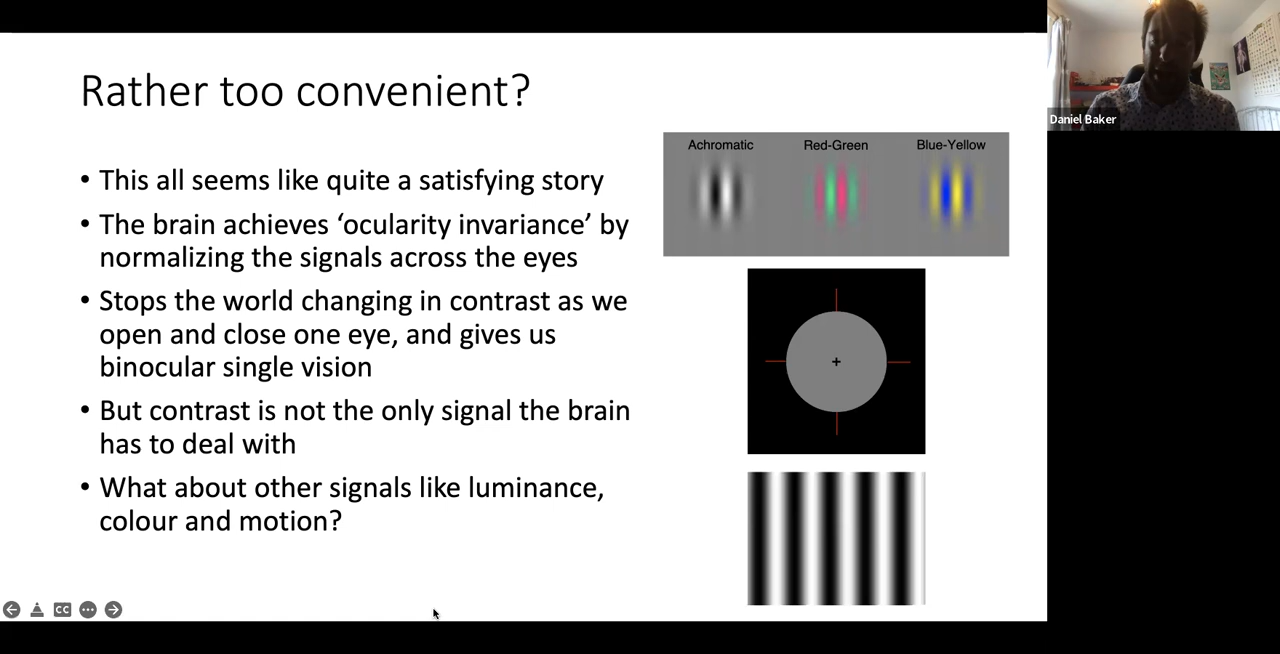 Rather too convenient?
• This all seems like quite a satisfying story
• The brain achieves ‘ocularity invariance’ by
normalizing the signals across the eyes
• Stops the world changing in contrast as we
open and close one eye, and gives us
binocular single vision
• But contrast is not the only signal the brain
has to deal with
• What about other signals like luminance,
colour and motion?
Achromatic Red-Green Blue-Yellow
Daniel Baker
CC